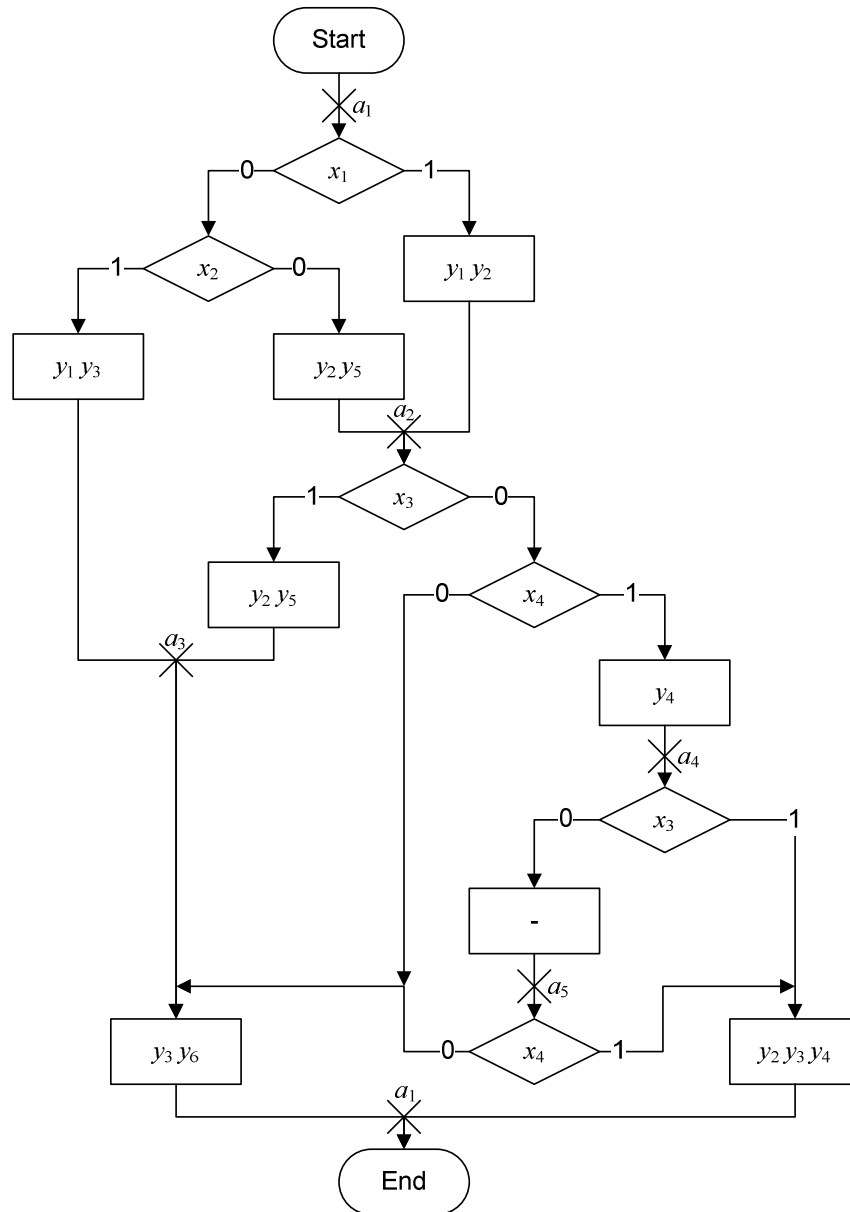 Start
a₁
0 x₁ 1
1 x₂ 0
y₁ y₂
y₁ y₃
y₂ y₅
a₂
1 x₃ 0
y₂ y₅
0 x₄ 1
a₃
y₄
a₄
0 x₃ 1
-
a₅
y₃ y₆
0 x₄ 1
y₂ y₃ y₄
a₁
End